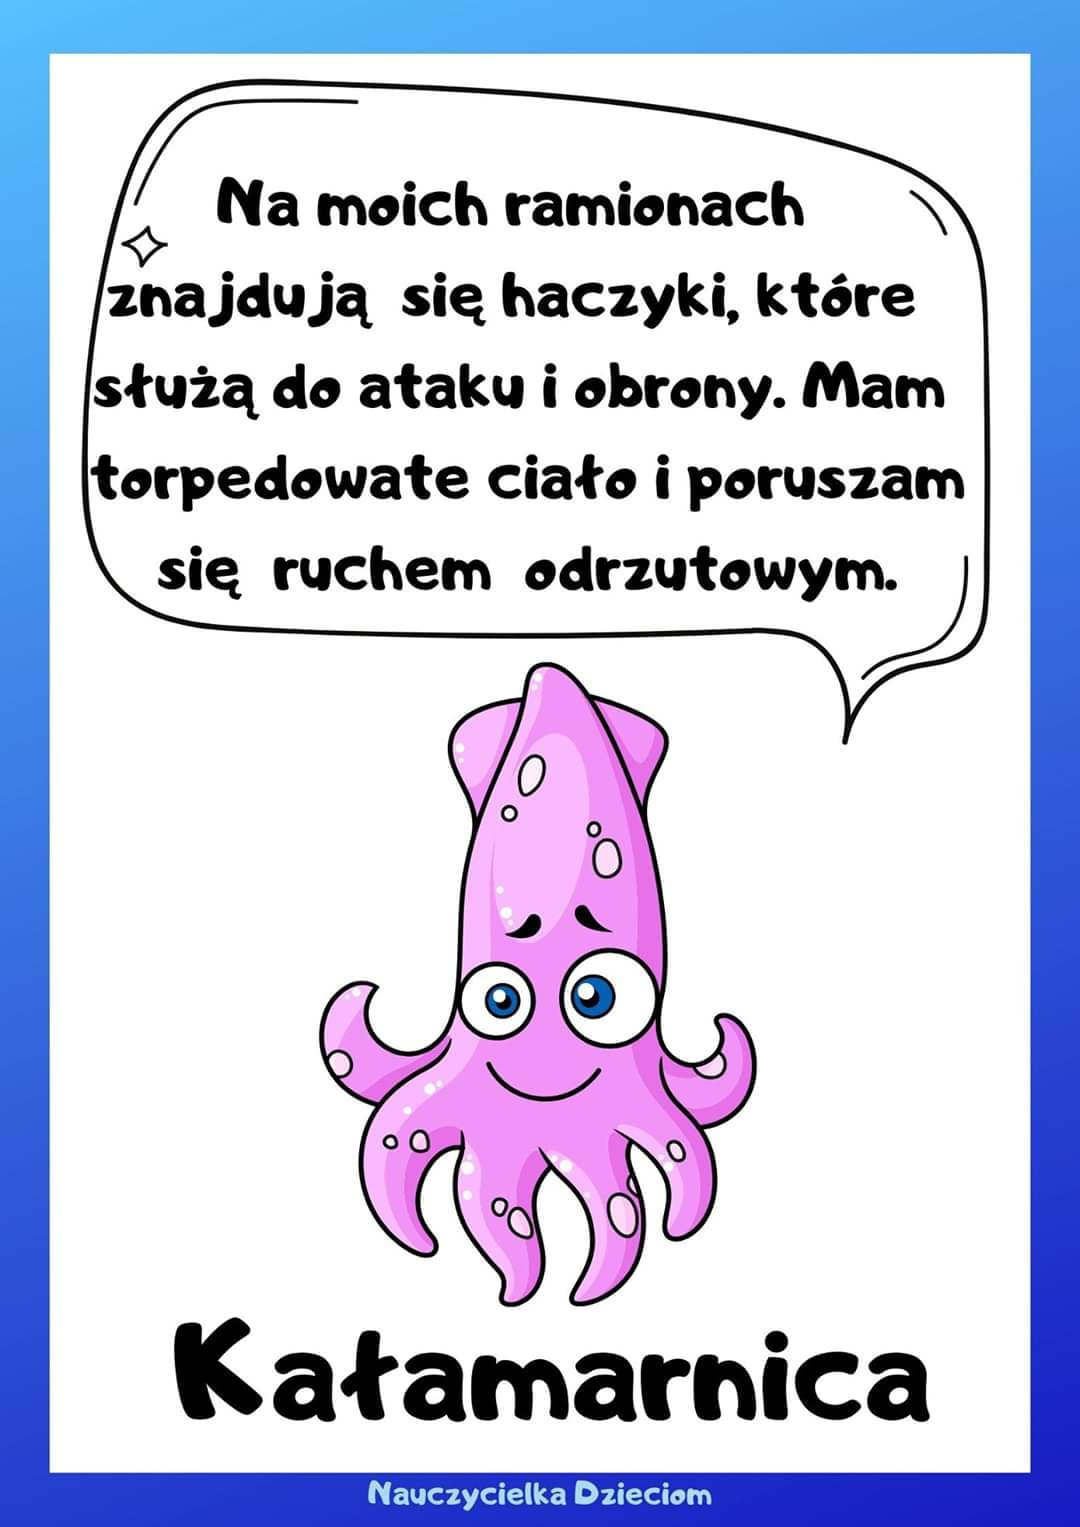 Na moich ramionach
znajdują się haczyki, które
służą do ataku i obrony. Mam
torpedowate ciało i poruszam
się ruchem odrzutowym.
Kałamarnica
Nauczycielka Dzieciom